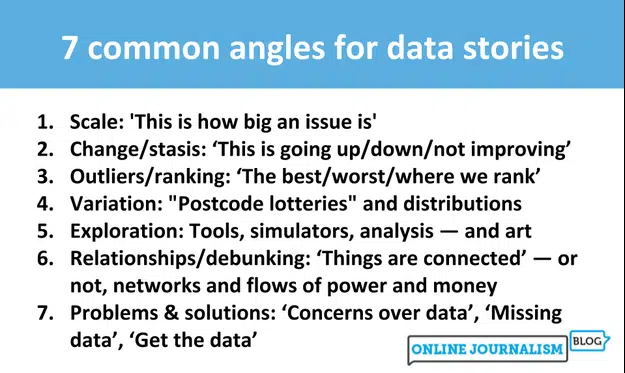 7 common angles for data stories
1. Scale: 'This is how big an issue is'
2. Change/stasis: ‘This is going up/down/not improving’
3. Outliers/ranking: ‘The best/worst/where we rank’
4. Variation: "Postcode lotteries" and distributions
5. Exploration: Tools, simulators, analysis — and art
6. Relationships/debunking: ‘Things are connected’ — or
not, networks and flows of power and money
7. Problems & solutions: ‘Concerns over data’, ‘Missing
data’, ‘Get the data’
ONLINE JOURNALISM BLOG